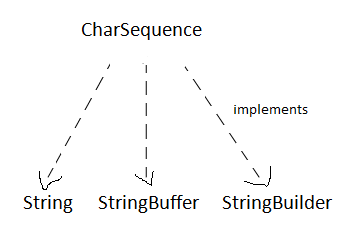 CharSequence
implements
String StringBuffer StringBuilder